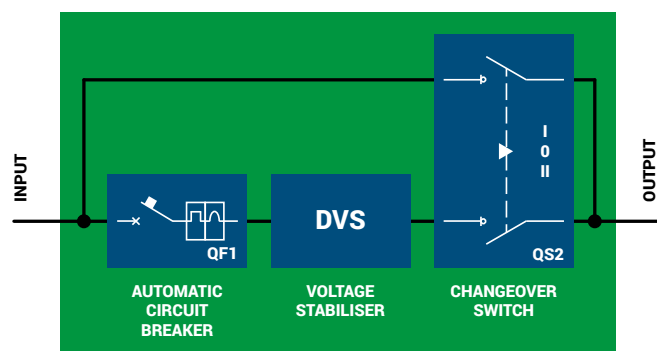 INPUT
QF1
DVS
I
0
II
QS2
OUTPUT
AUTOMATIC
CIRCUIT
BREAKER
VOLTAGE
STABILISER
CHANGEOVER
SWITCH